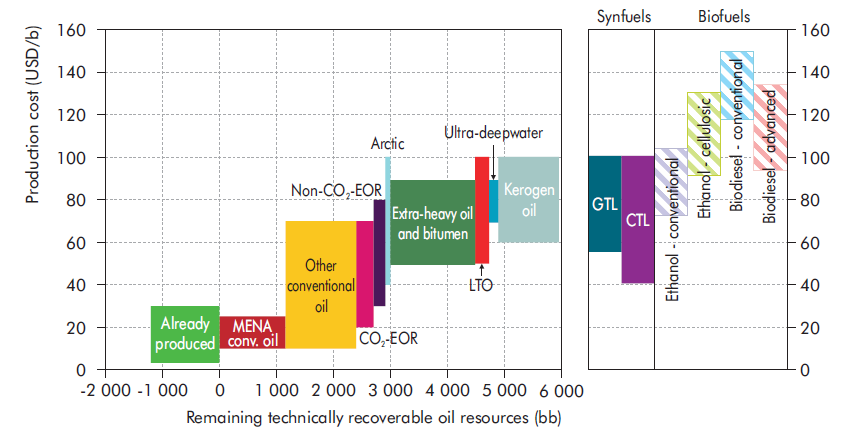 Synfuels Biofuels
Production cost (USD/b)
160
140
120
100
80
60
40
20
0
-2 000 -1 000 0 1 000 2 000 3 000 4 000 5 000 6 000
Remaining technically recoverable oil resources (bb)
Already
produced
MENA
conv. oil
Other
conventional
oil
CO₂-EOR
Non-CO₂-EOR
Arctic
Extra-heavy oil
and bitumen
LTO
Ultra-deepwater
Kerogen
oil
GTL
CTL
Ethanol - conventional
Ethanol - cellulosic
Biodiesel - conventional
Biodiesel - advanced
160
140
120
100
80
60
40
20
0